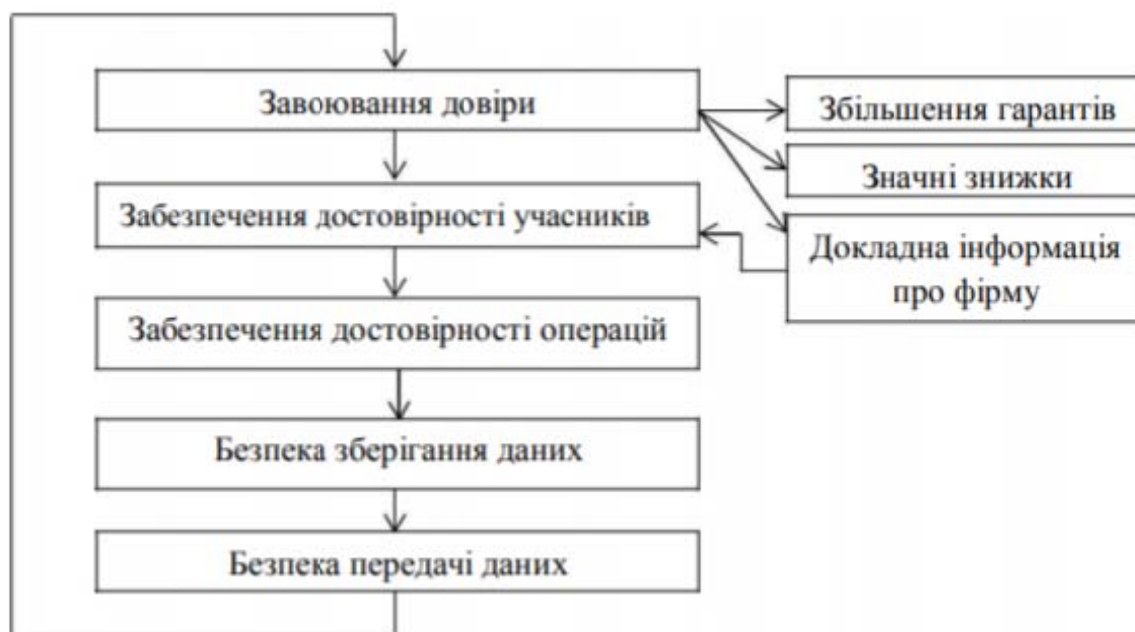 Завоювання довіри
Збільшення гарантів
Значні знижки
Забезпечення достовірності учасників
Докладна інформація
про фірму
Забезпечення достовірності операцій
Безпека зберігання даних
Безпека передачі даних